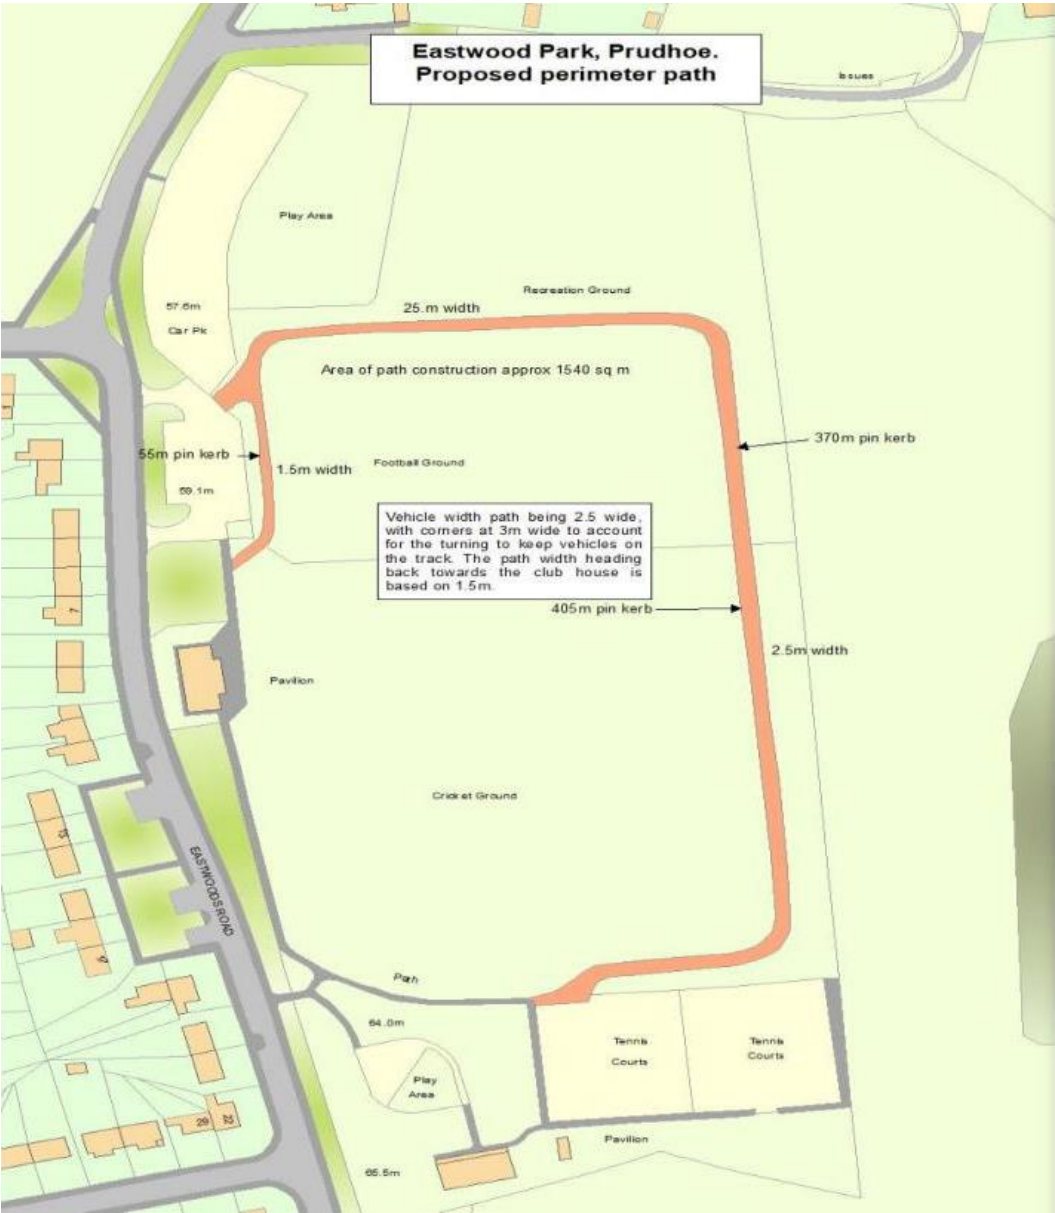 Eastwood Park, Prudhoe.
Proposed perimeter path
Issues
Play Area
Recreation Ground
25.m width
57.6m
Car Pk
Area of path construction approx 1540 sq m
370m pin kerb
55m pin kerb
1.5m width
Football Ground
59.1m
Vehicle width path being 2.5 wide,
with corners at 3m wide to account
for the turning to keep vehicles on
the track. The path width heading
back towards the club house is
based on 1.5m.
405m pin kerb
7
2.5m width
Pavilion
Cricket Ground
15
EASTWOODS ROAD
17
Path
64.0m
Tennis
Courts
Tennis
Courts
Play
Area
29
22
Pavilion
65.5m